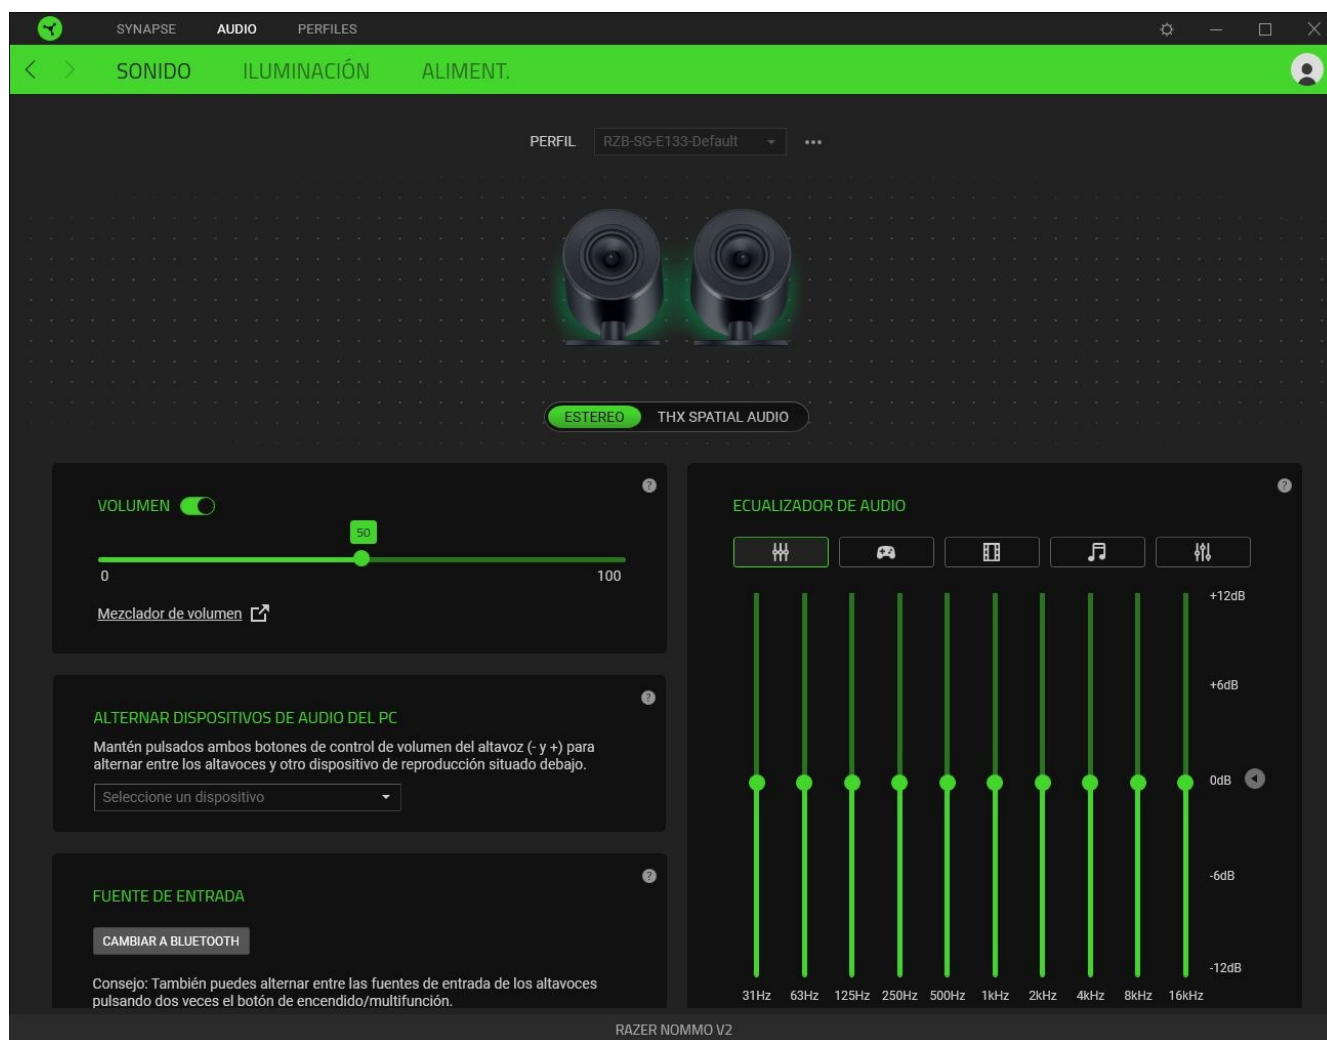 SYNAPSE AUDIO PERFILES
SONIDO ILUMINACIÓN ALIMENT.
PERFIL RZB-SG-E133-Default
ESTEREO THX SPATIAL AUDIO
VOLUMEN
50
0 100
Mezclador de volumen
ALTERNAR DISPOSITIVOS DE AUDIO DEL PC
Mantén pulsados ambos botones de control de volumen del altavoz (- y +) para
alternar entre los altavoces y otro dispositivo de reproducción situado debajo.
Seleccione un dispositivo
FUENTE DE ENTRADA
CAMBIAR A BLUETOOTH
Consejo: También puedes alternar entre las fuentes de entrada de los altavoces
pulsando dos veces el botón de encendido/multifunción.
ECUALIZADOR DE AUDIO
+12dB
+6dB
0dB
-6dB
-12dB
31Hz 63Hz 125Hz 250Hz 500Hz 1kHz 2kHz 4kHz 8kHz 16kHz
RAZER NOMMO V2